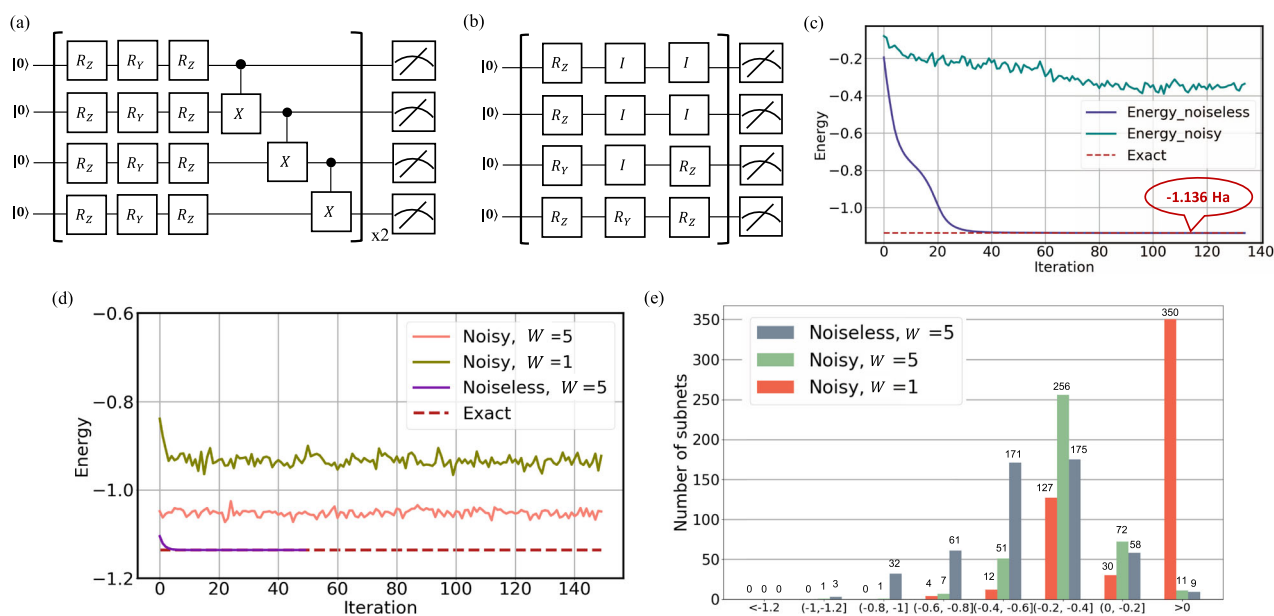 (a)
|0⟩ R_Z R_Y R_Z
|0⟩ R_Z R_Y R_Z X
|0⟩ R_Z R_Y R_Z X
|0⟩ R_Z R_Y R_Z X
x2
(b)
|0⟩ R_Z I I
|0⟩ R_Z I I
|0⟩ R_Y I R_Z
|0⟩ R_Z R_Y R_Z
(c)
Energy
−0.2
−0.4
−0.6
−0.8
−1.0
Energy_noiseless
Energy_noisy
Exact
-1.136 Ha
0 20 40 60 80 100 120 140
Iteration
(d)
Energy
−0.6
−0.8
−1.0
−1.2
Noisy, W =5
Noisy, W =1
Noiseless, W =5
Exact
0 20 40 60 80 100 120 140
Iteration
(e)
Number of subnets
350
300
250
200
150
100
50
0
Noiseless, W =5
Noisy, W =5
Noisy, W =1
0 0 0
0 1 3
0 1 32
4 7 61
12 51 171
127 256 175
30 72 58
350 11 9
<-1.2 (-1,-1.2] (-0.8, -1] (-0.6, -0.8] (-0.4, -0.6] (-0.2, -0.4] (0, -0.2] >0